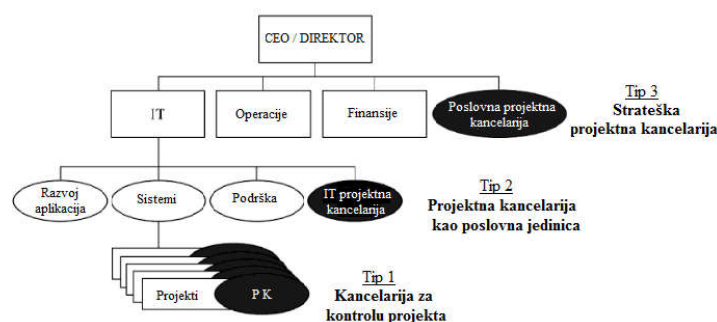 CEO / DIREKTOR
IT
Operacije
Finansije
Poslovna projektna
kancelarija
Tip 3
Strateška
projektna kancelarija
Razvoj
aplikacija
Sistemi
Podrška
IT projektna
kancelarija
Tip 2
Projektna kancelarija
kao poslovna jedinica
Projekti
P K
Tip 1
Kancelarija za
kontrolu projekta